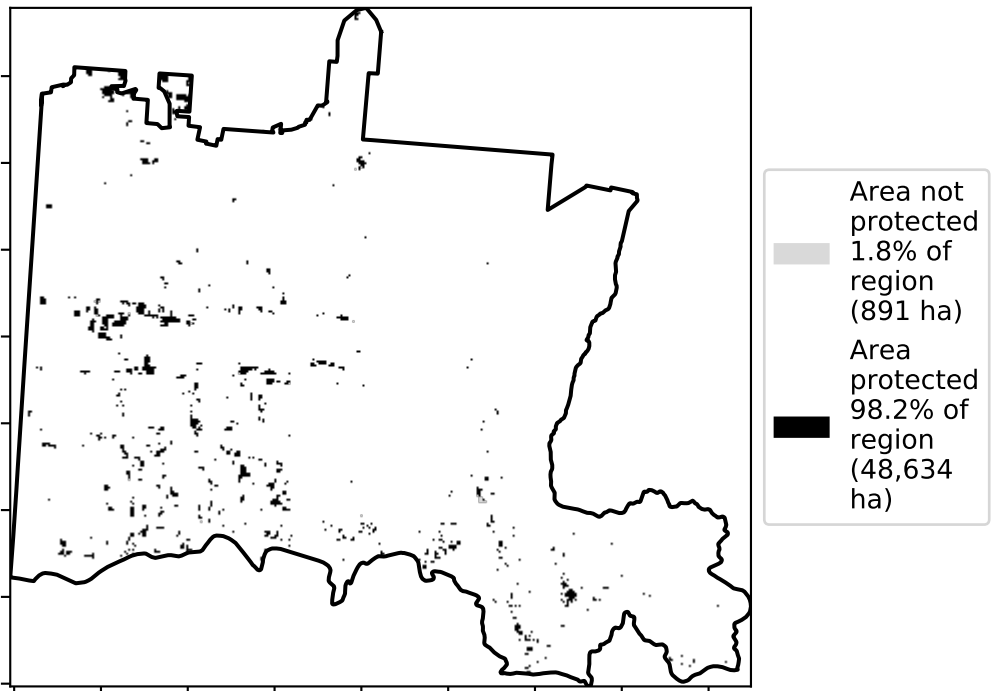 Area not
protected
1.8% of
region
(891 ha)
Area
protected
98.2% of
region
(48,634
ha)